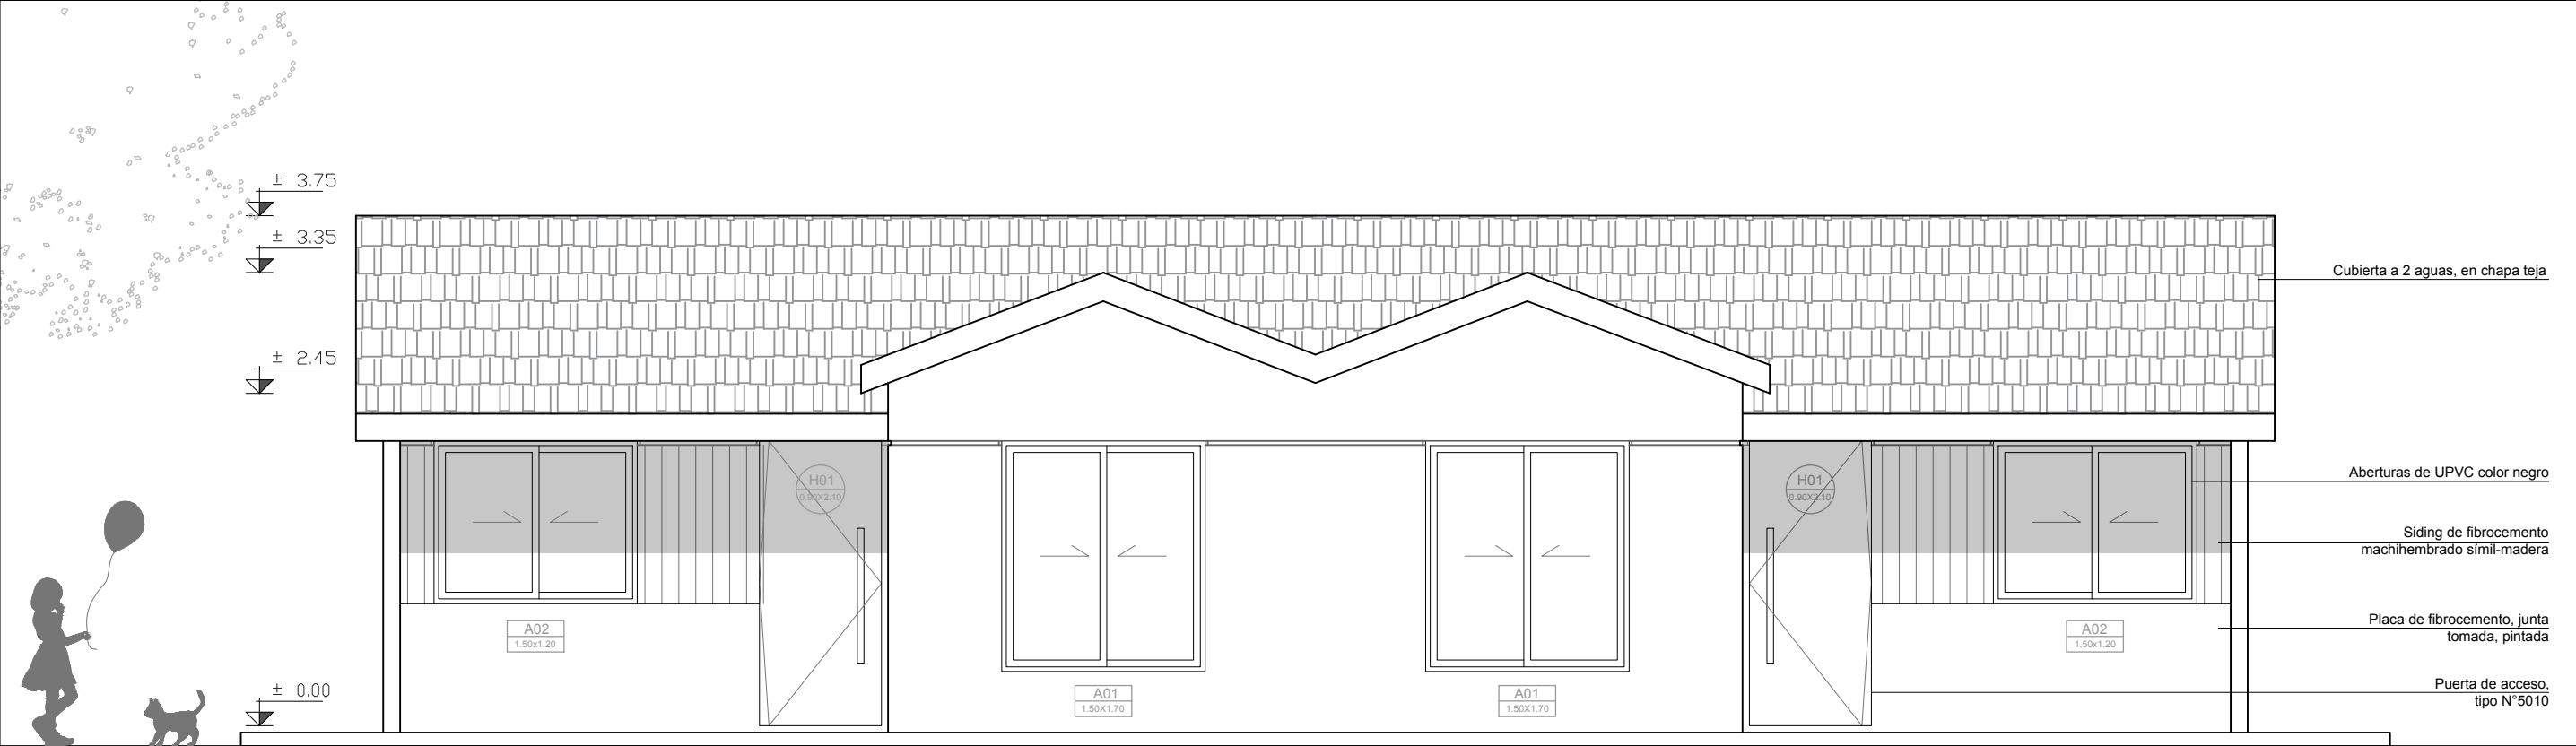 ± 3.75
± 3.35
± 2.45
± 0.00
H01
0.90X2.10
A02
1.50x1.20
A01
1.50X1.70
A01
1.50X1.70
H01
0.90X2.10
A02
1.50x1.20
Cubierta a 2 aguas, en chapa teja
Aberturas de UPVC color negro
Siding de fibrocemento
machihembrado símil-madera
Placa de fibrocemento, junta
tomada, pintada
Puerta de acceso,
tipo N°5010